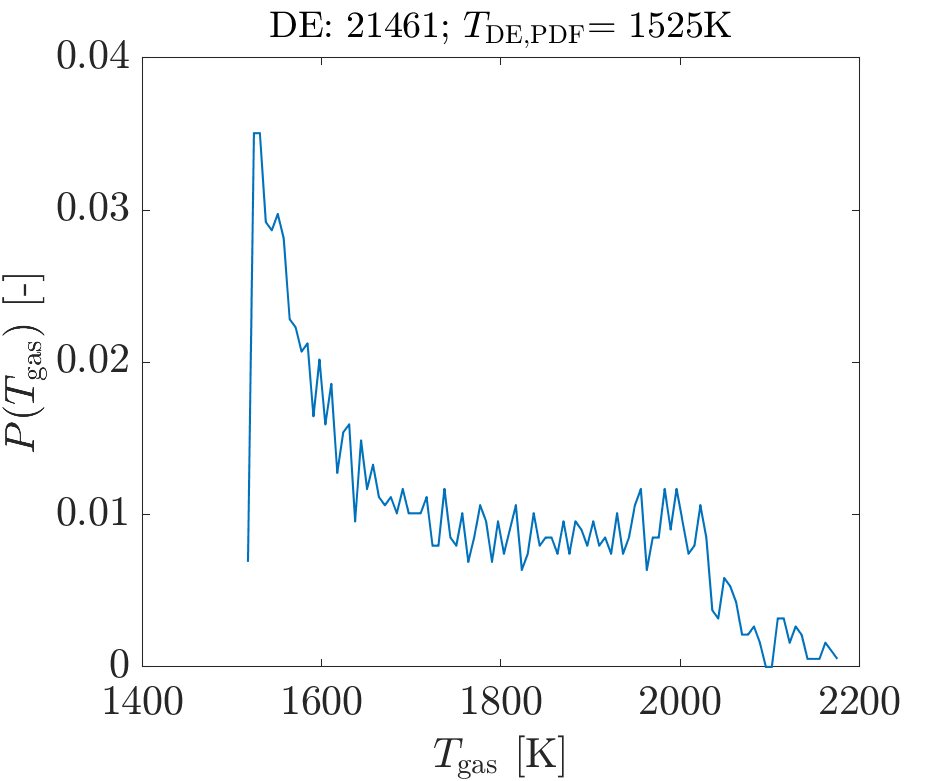 DE: 21461; T_DE,PDF= 1525K
0.04
0.03
0.02
0.01
0
P(T_gas) [-]
1400 1600 1800 2000 2200
T_gas [K]